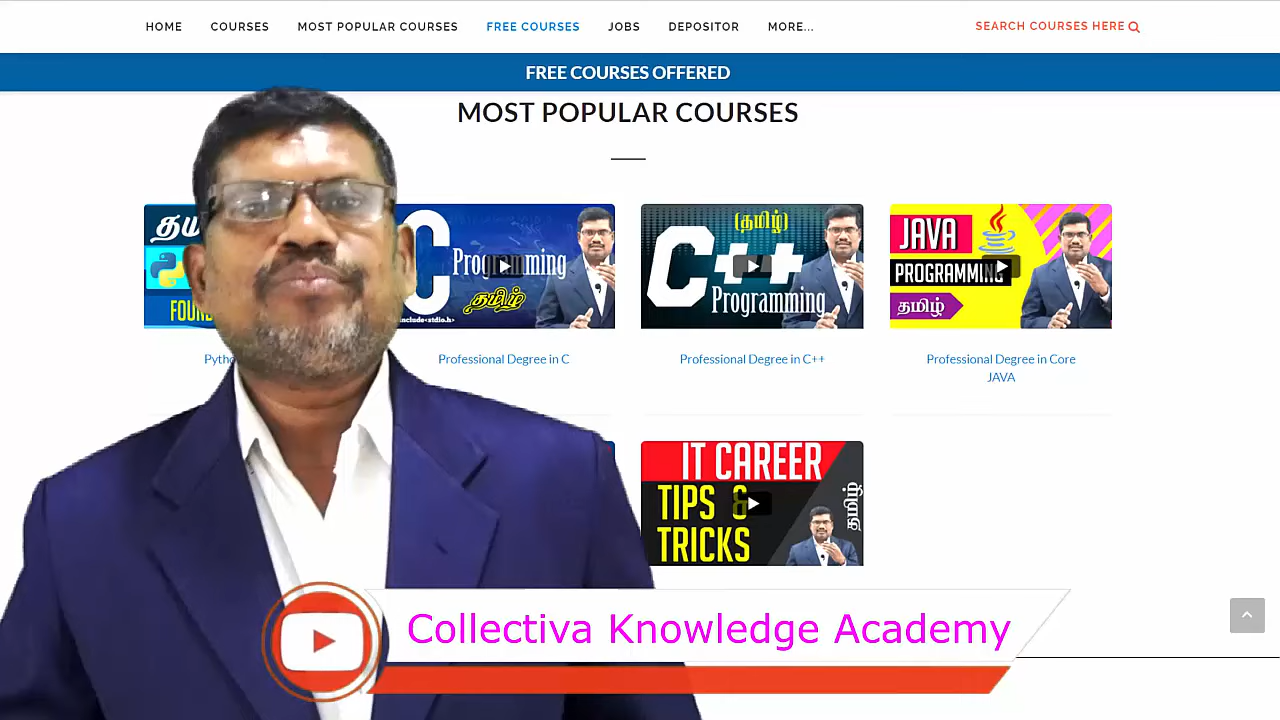 HOME COURSES MOST POPULAR COURSES FREE COURSES JOBS DEPOSITOR MORE... SEARCH COURSES HERE
FREE COURSES OFFERED
MOST POPULAR COURSES
C
Programming
தமிழ்
#include<stdio.h>
(தமிழ்)
C++
Programming
JAVA
PROGRAMMING
தமிழ்
Professional Degree in C
Professional Degree in C++
Professional Degree in Core
JAVA
IT CAREER
TIPS &
TRICKS
தமிழ்
Collectiva Knowledge Academy